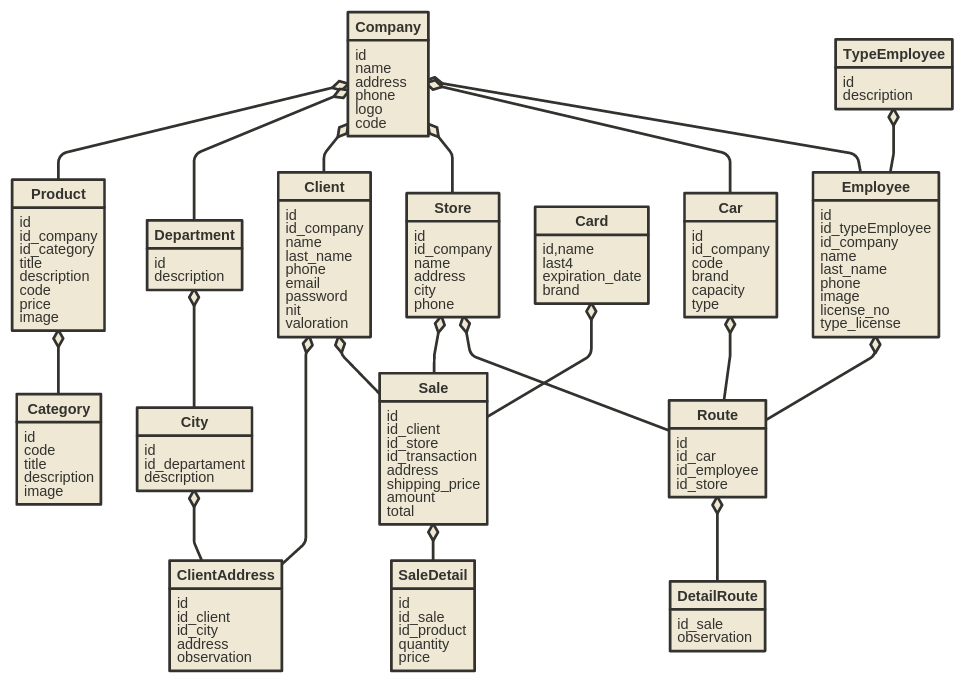 Company
id
name
address
phone
logo
code
TypeEmployee
id
description
Product
id
id_company
id_category
title
description
code
price
image
Department
id
description
Client
id
id_company
name
last_name
phone
email
password
nit
valoration
Store
id
id_company
name
address
city
phone
Card
id,name
last4
expiration_date
brand
Car
id
id_company
code
brand
capacity
type
Employee
id
id_typeEmployee
id_company
name
last_name
phone
image
license_no
type_license
Category
id
code
title
description
image
City
id
id_departament
description
Sale
id
id_client
id_store
id_transaction
address
shipping_price
amount
total
Route
id
id_car
id_employee
id_store
ClientAddress
id
id_client
id_city
address
observation
SaleDetail
id
id_sale
id_product
quantity
price
DetailRoute
id_sale
observation